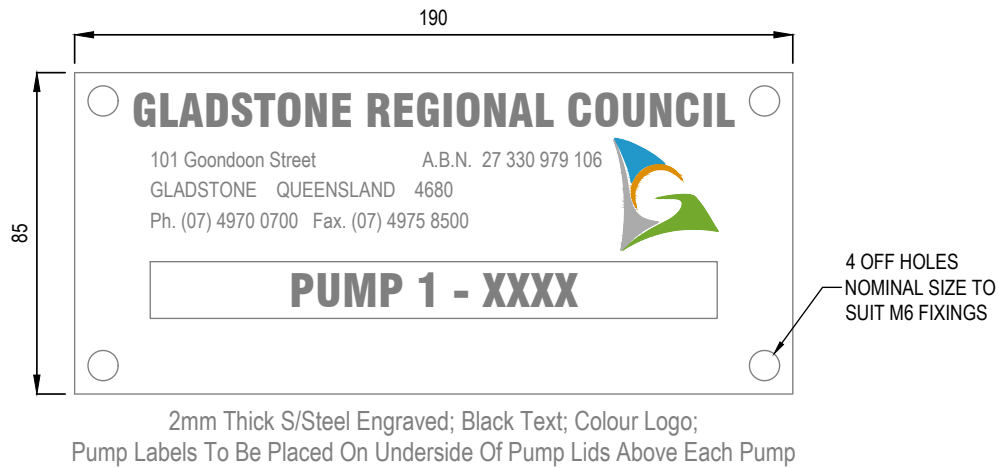 190
85
GLADSTONE REGIONAL COUNCIL
101 Goondoon Street A.B.N. 27 330 979 106
GLADSTONE QUEENSLAND 4680
Ph. (07) 4970 0700 Fax. (07) 4975 8500
PUMP 1 - XXXX
4 OFF HOLES
NOMINAL SIZE TO
SUIT M6 FIXINGS
2mm Thick S/Steel Engraved; Black Text; Colour Logo;
Pump Labels To Be Placed On Underside Of Pump Lids Above Each Pump